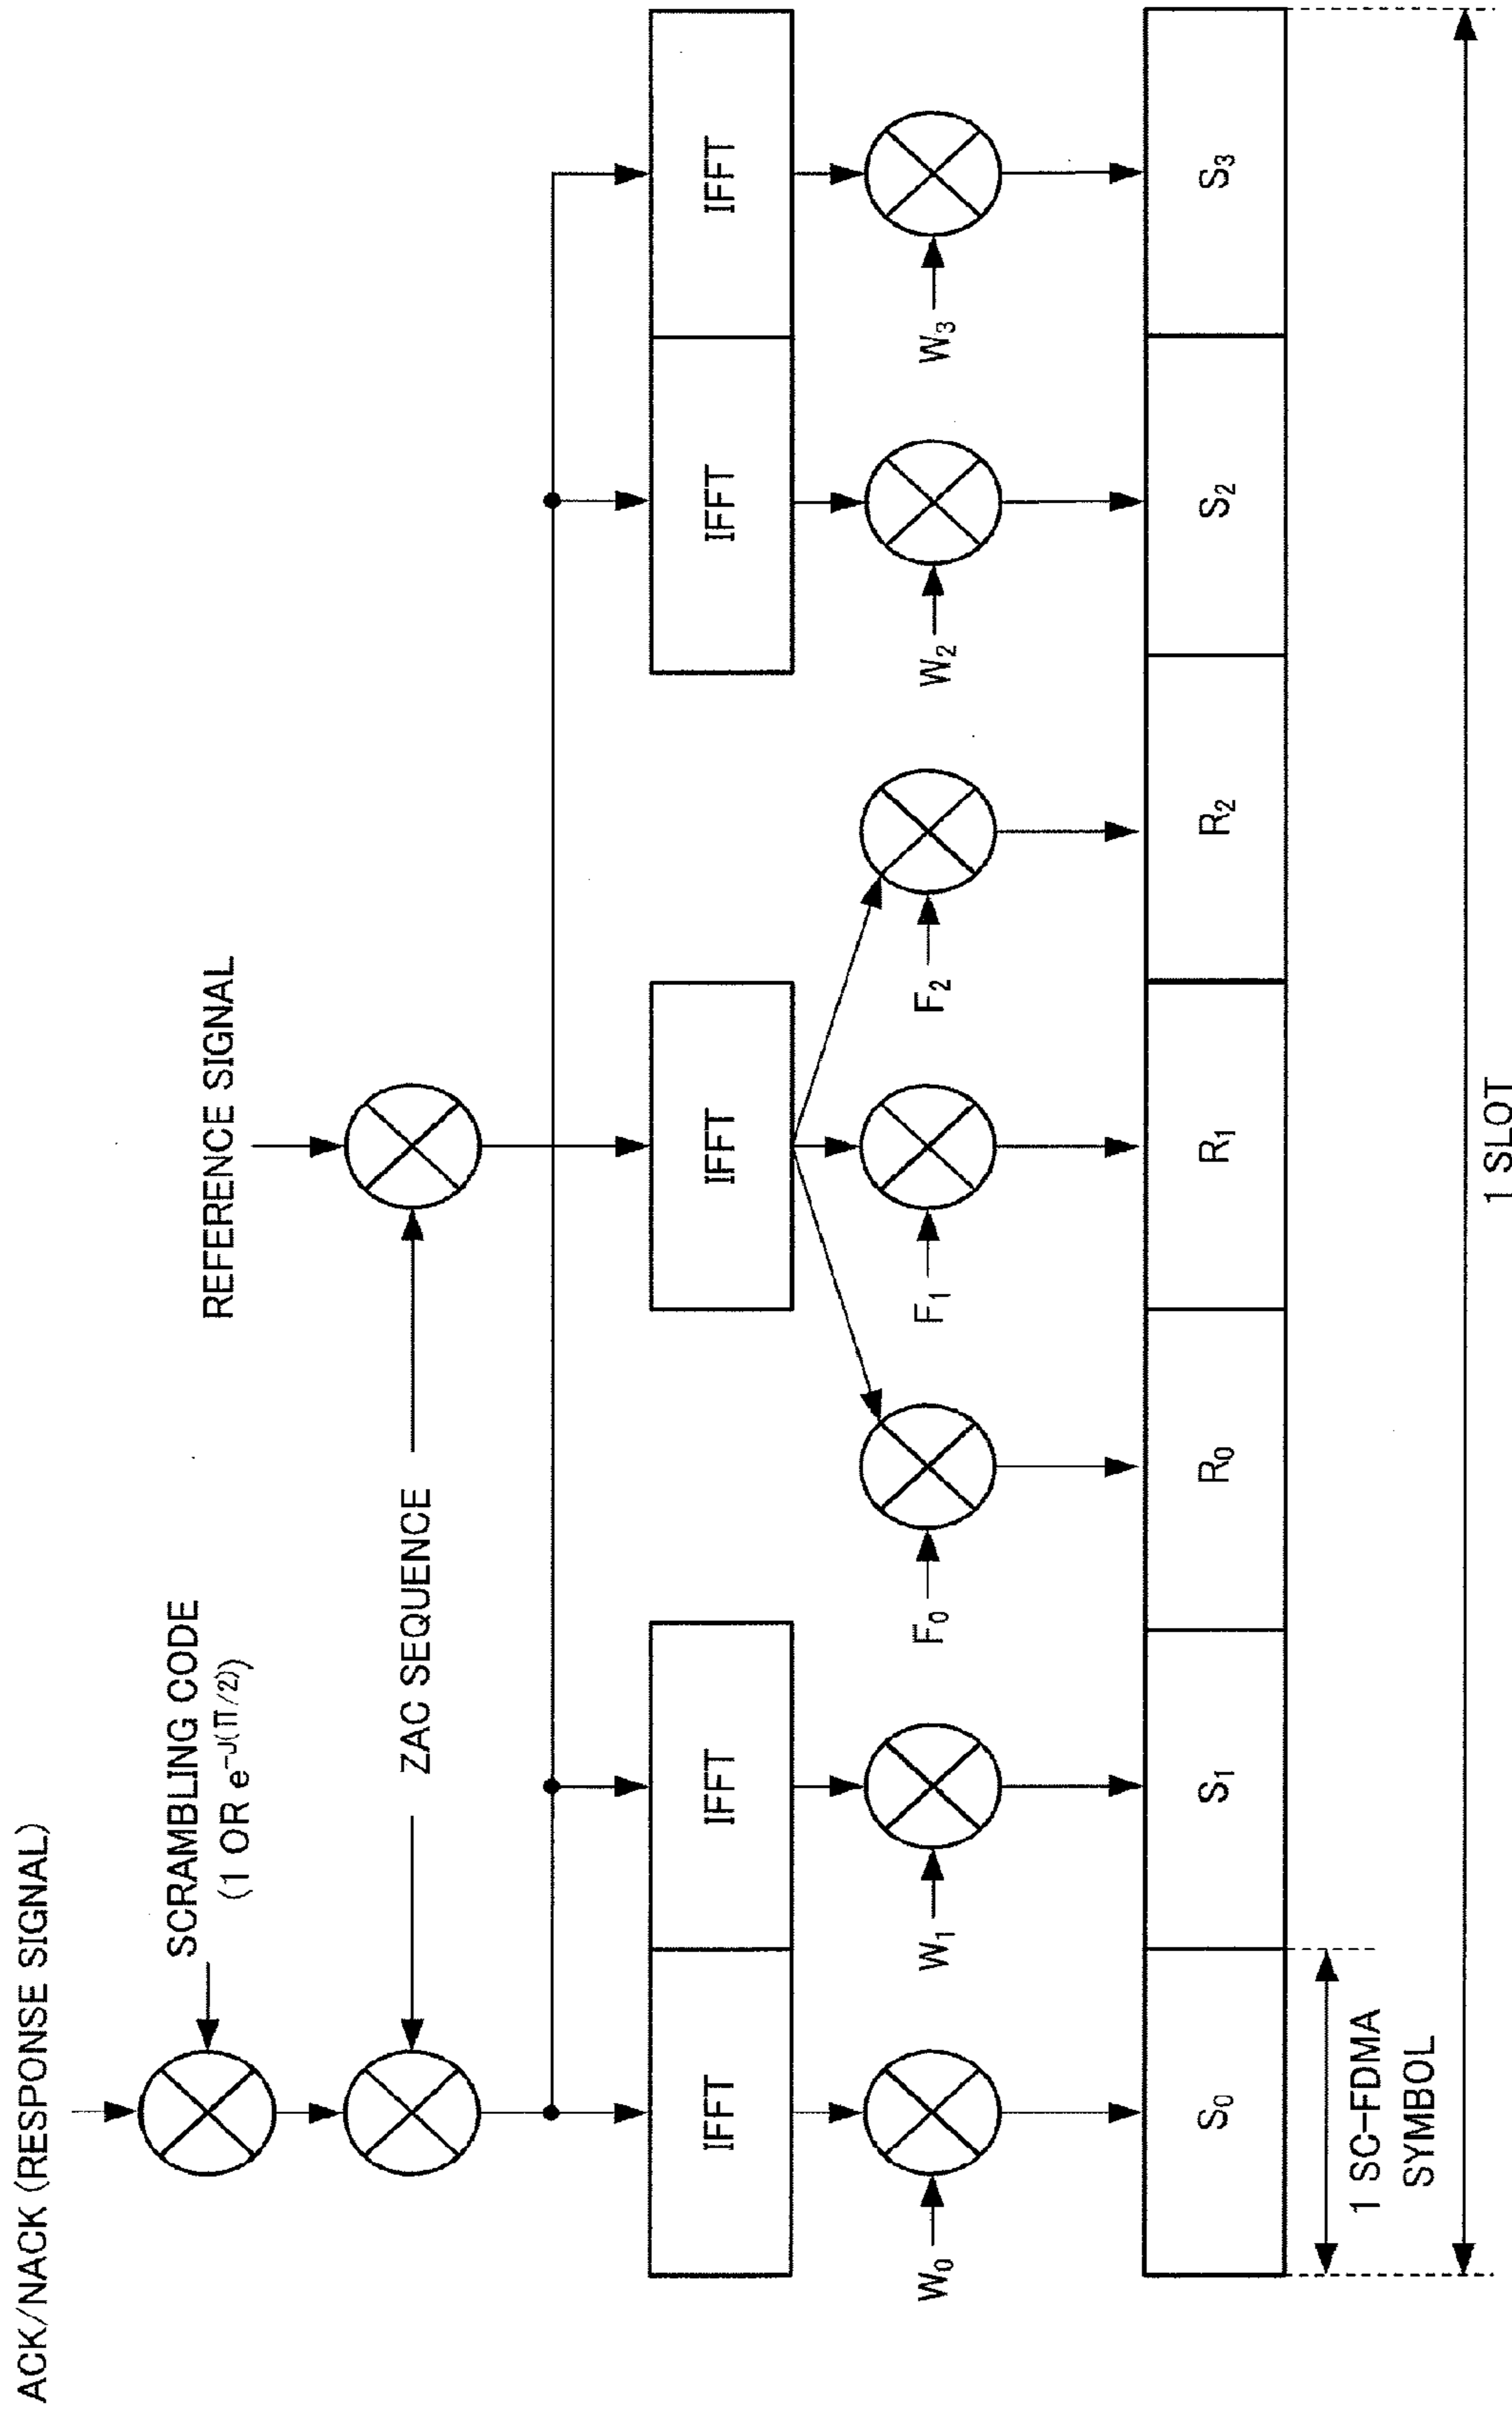 ACK/NACK (RESPONSE SIGNAL)
SCRAMBLING CODE
(1 OR e^-J(π/2))
REFERENCE SIGNAL
ZAC SEQUENCE
IFFT
IFFT
IFFT
IFFT
IFFT
W0
W1
F0
F1
F2
W2
W3
S0
S1
R0
R1
R2
S2
S3
1 SC-FDMA
SYMBOL
1 SLOT